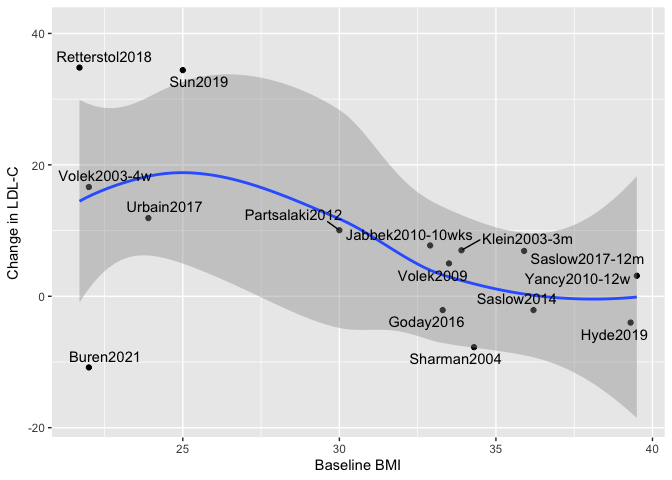 40
Retterstol2018
Sun2019
20
Volek2003-4w
Urbain2017
Partsalaki2012
Jabbek2010-10wks
Klein2003-3m
Saslow2017-12m
Volek2009
Yancy2010-12w
0
Saslow2014
Goday2016
Hyde2019
Buren2021
Sharman2004
-20
25
30
35
40
Change in LDL-C
Baseline BMI